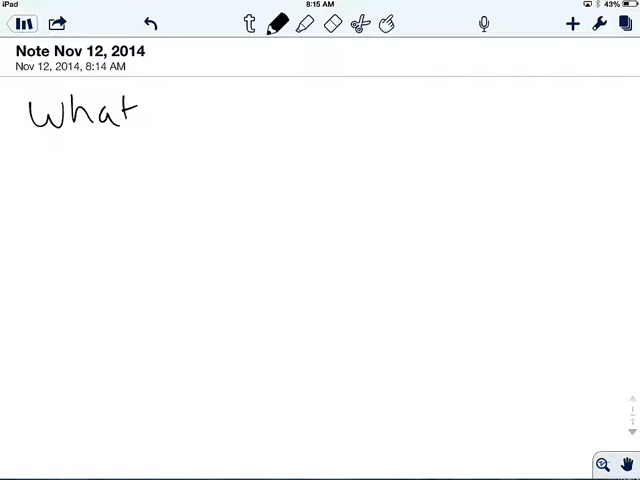 iPad 8:15 AM 43%
t
Note Nov 12, 2014
Nov 12, 2014, 8:14 AM
What